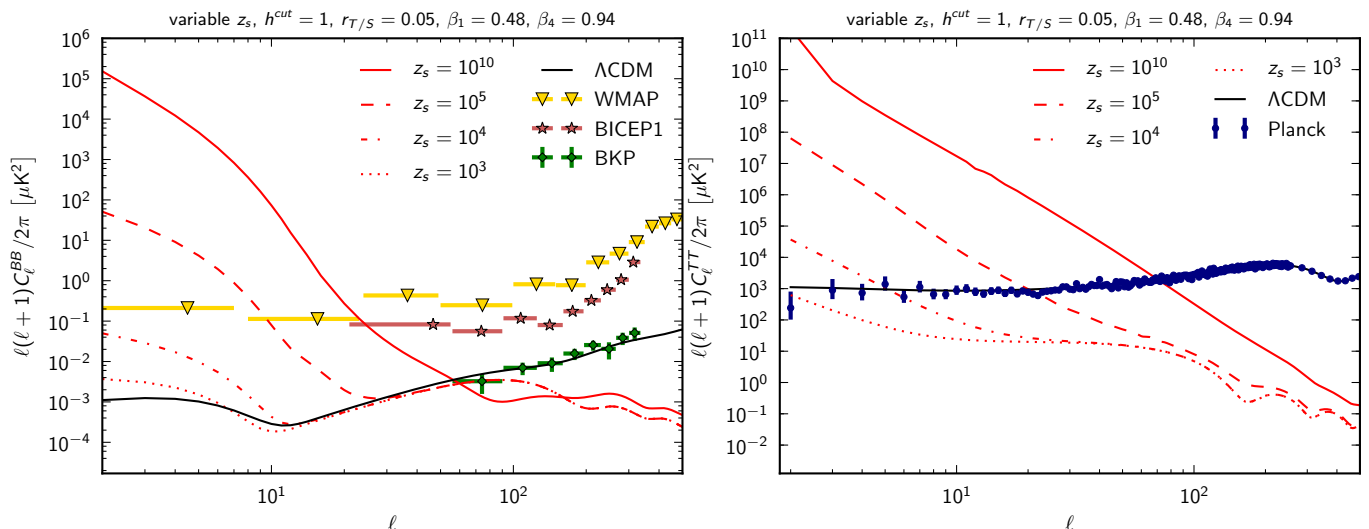 variable z_s, h^{cut} = 1, r_{T/S} = 0.05, β_1 = 0.48, β_4 = 0.94
ℓ(ℓ + 1)C_ℓ^{BB}/2π [μK²]
10^6
10^5
10^4
10^3
10^2
10^1
10^0
10^{-1}
10^{-2}
10^{-3}
10^{-4}
z_s = 10^{10}
z_s = 10^5
z_s = 10^4
z_s = 10^3
ΛCDM
WMAP
BICEP1
BKP
10^1
10^2
ℓ
variable z_s, h^{cut} = 1, r_{T/S} = 0.05, β_1 = 0.48, β_4 = 0.94
ℓ(ℓ + 1)C_ℓ^{TT}/2π [μK²]
10^{11}
10^{10}
10^9
10^8
10^7
10^6
10^5
10^4
10^3
10^2
10^1
10^0
10^{-1}
10^{-2}
z_s = 10^{10}
z_s = 10^5
z_s = 10^4
z_s = 10^3
ΛCDM
Planck
10^1
10^2
ℓ